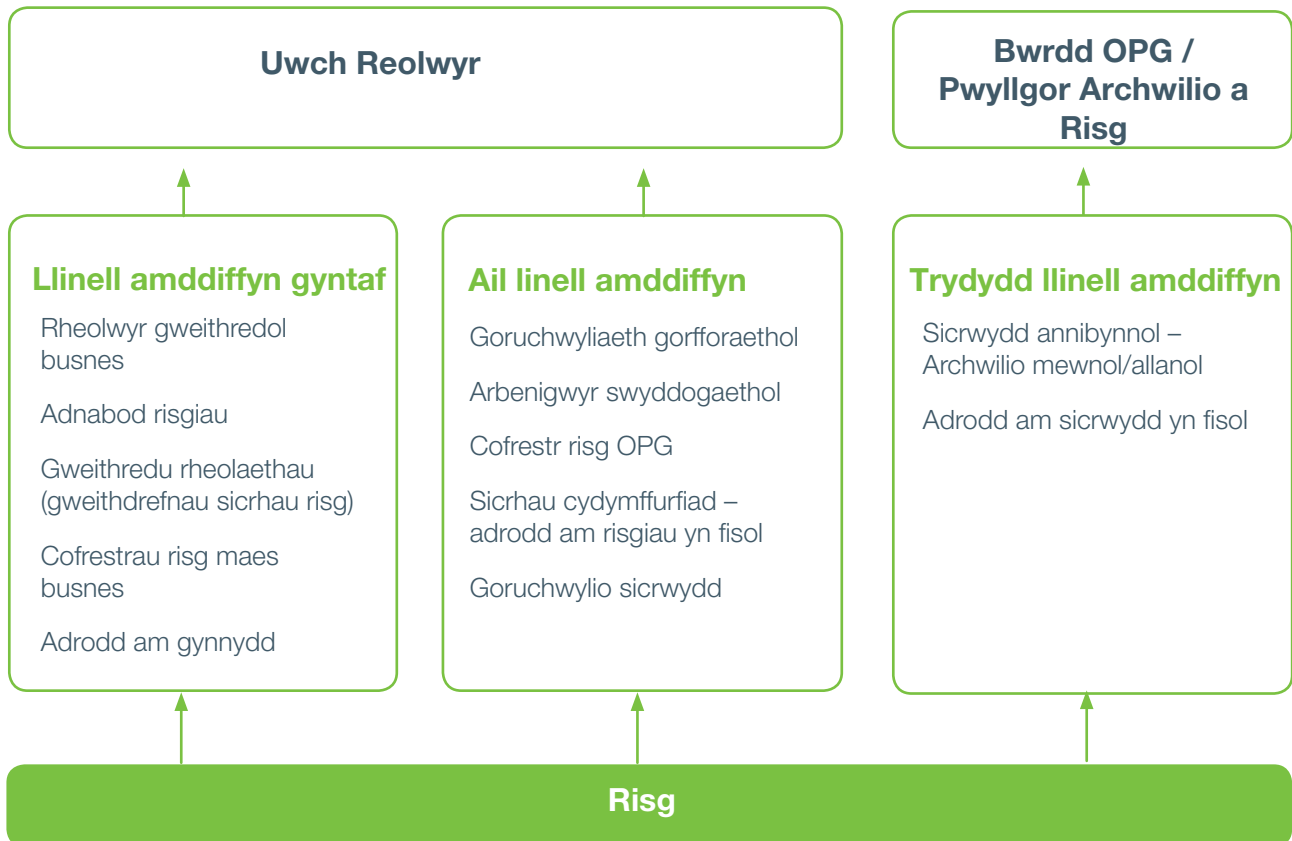 Uwch Reolwyr
Bwrdd OPG /
Pwyllgor Archwilio a
Risg
Llinell amddiffyn gyntaf
Rheolwyr gweithredol
busnes
Adnabod risgiau
Gweithredu rheolaethau
(gweithdrefnau sicrhau risg)
Cofrestrau risg maes
busnes
Adrodd am gynnydd
Ail linell amddiffyn
Goruchwyliaeth gorfforaethol
Arbenigwyr swyddogaethol
Cofrestr risg OPG
Sicrhau cydymffurfiad –
adrodd am risgiau yn fisol
Goruchwylio sicrwydd
Trydydd llinell amddiffyn
Sicrwydd annibynnol –
Archwilio mewnol/allanol
Adrodd am sicrwydd yn fisol
Risg